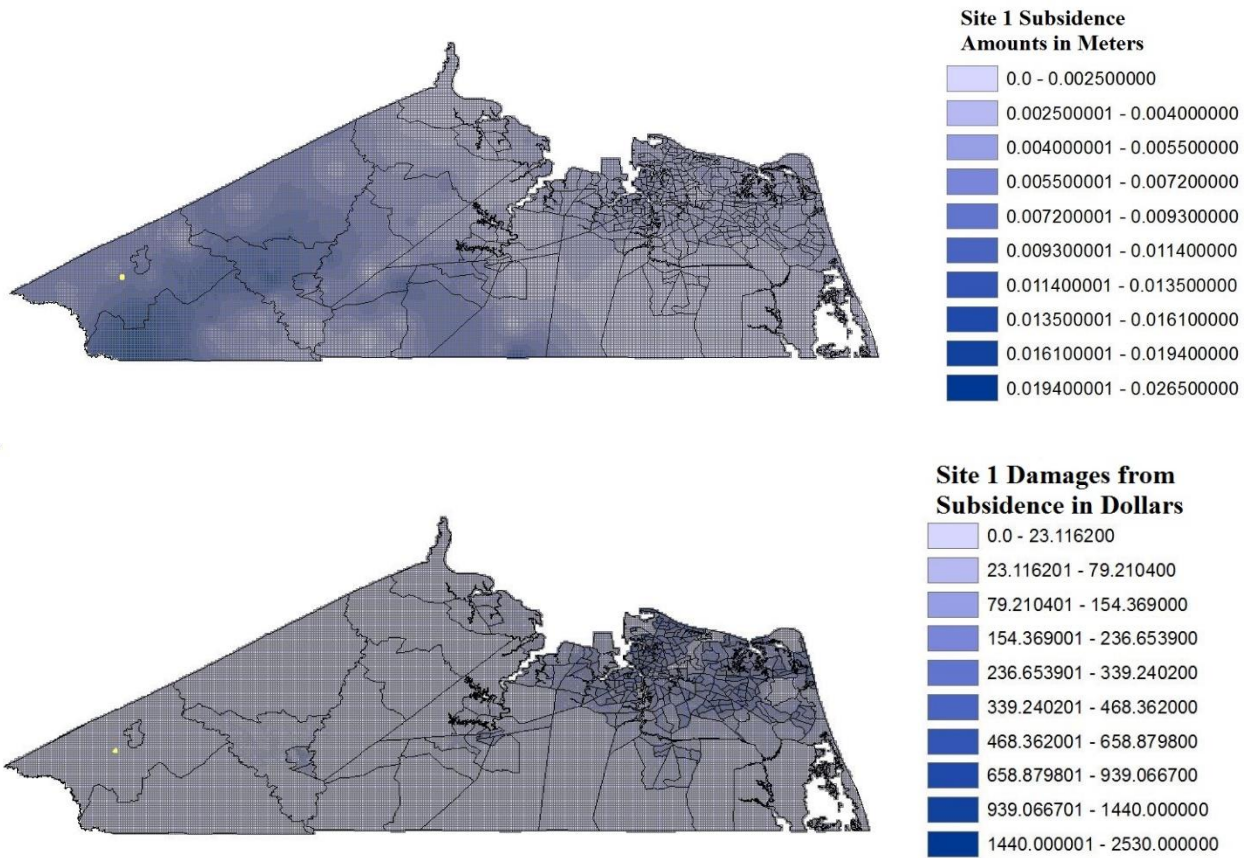 Site 1 Subsidence
Amounts in Meters
0.0 - 0.002500000
0.002500001 - 0.004000000
0.004000001 - 0.005500000
0.005500001 - 0.007200000
0.007200001 - 0.009300000
0.009300001 - 0.011400000
0.011400001 - 0.013500000
0.013500001 - 0.016100000
0.016100001 - 0.019400000
0.019400001 - 0.026500000
Site 1 Damages from
Subsidence in Dollars
0.0 - 23.116200
23.116201 - 79.210400
79.210401 - 154.369000
154.369001 - 236.653900
236.653901 - 339.240200
339.240201 - 468.362000
468.362001 - 658.879800
658.879801 - 939.066700
939.066701 - 1440.000000
1440.000001 - 2530.000000